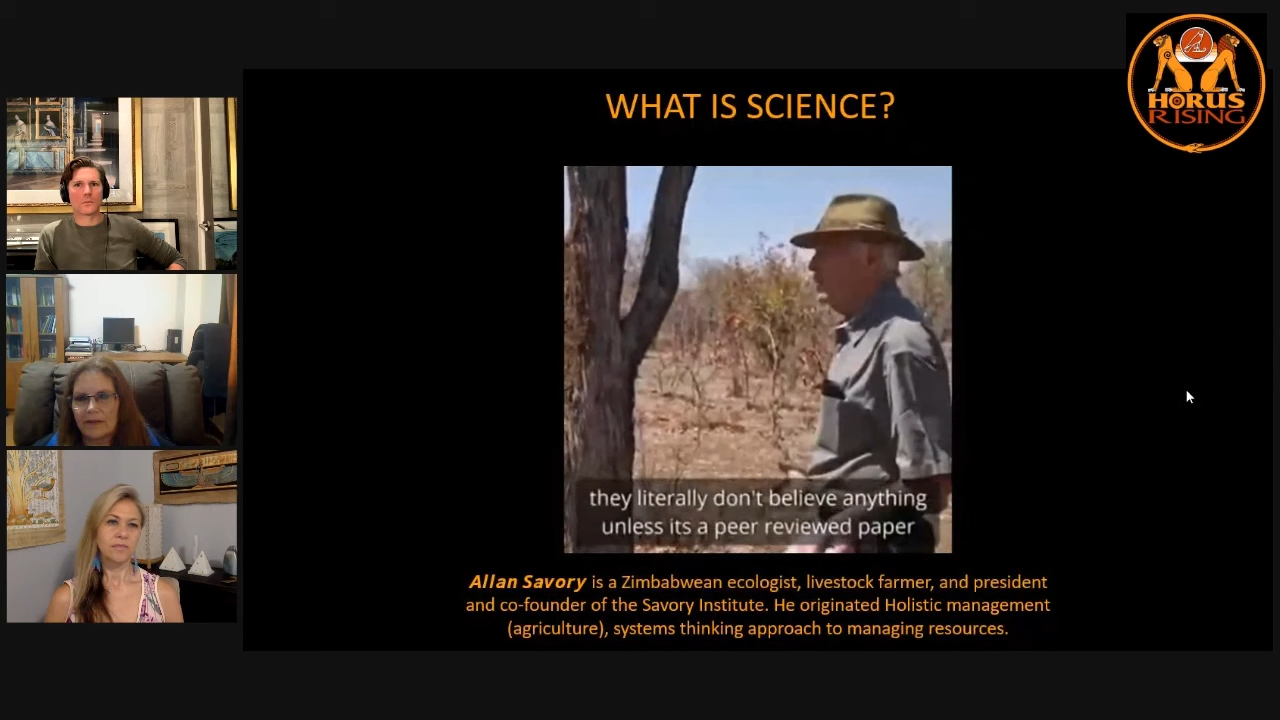 WHAT IS SCIENCE?
HORUS
RISING
they literally don't believe anything
unless its a peer reviewed paper
Allan Savory is a Zimbabwean ecologist, livestock farmer, and president
and co-founder of the Savory Institute. He originated Holistic management
(agriculture), systems thinking approach to managing resources.